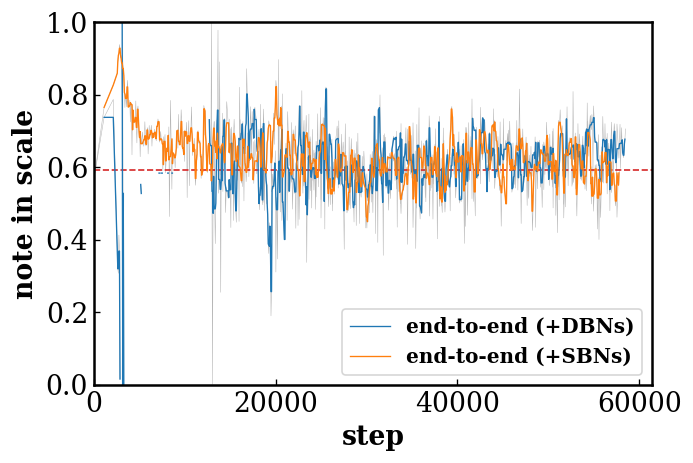 1.0
0.8
0.6
0.4
0.2
0.0
note in scale
end-to-end (+DBNs)
end-to-end (+SBNs)
0 20000 40000 60000
step